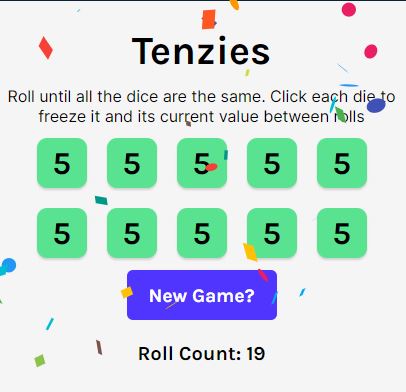 Tenzies
Roll until all the dice are the same. Click each die to
freeze it and its current value between rolls
5 5 5 5 5
5 5 5 5 5
New Game?
Roll Count: 19